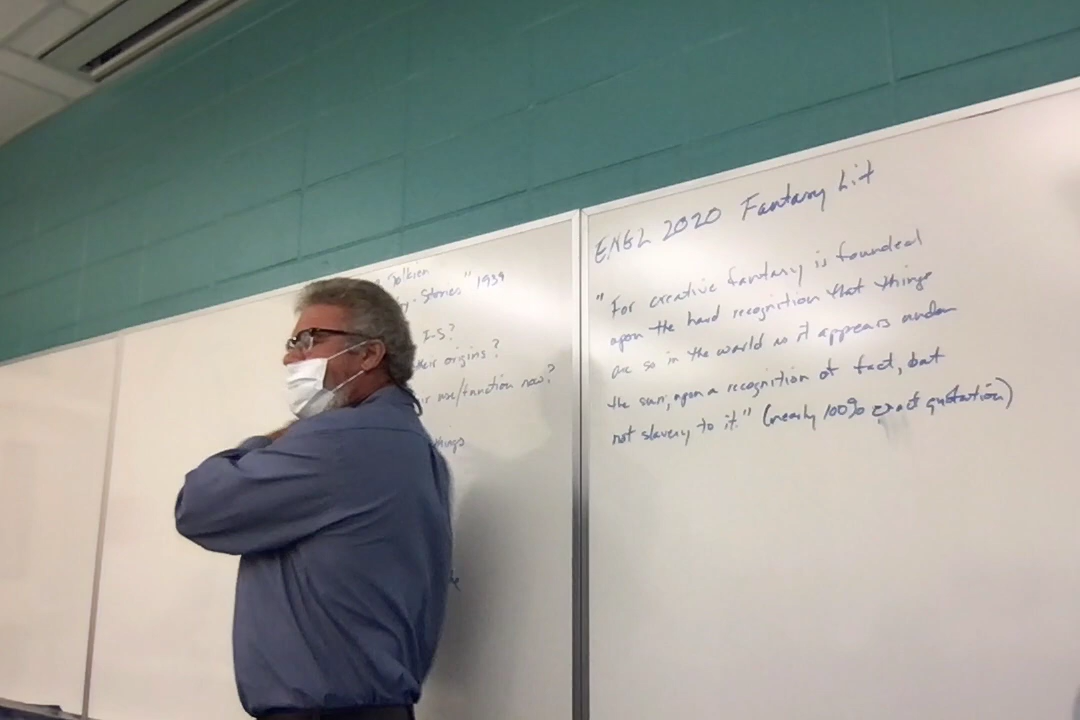 Tolkien
Stories" 1939
I-S?
their origins?
use/function now?
things
ENGL 2020 Fantasy Lit
"For creative fantasy is founded
upon the hard recognition that things
are so in the world as it appears under
the sun; upon a recognition of fact, but
not slavery to it." (nearly 100% exact quotation)